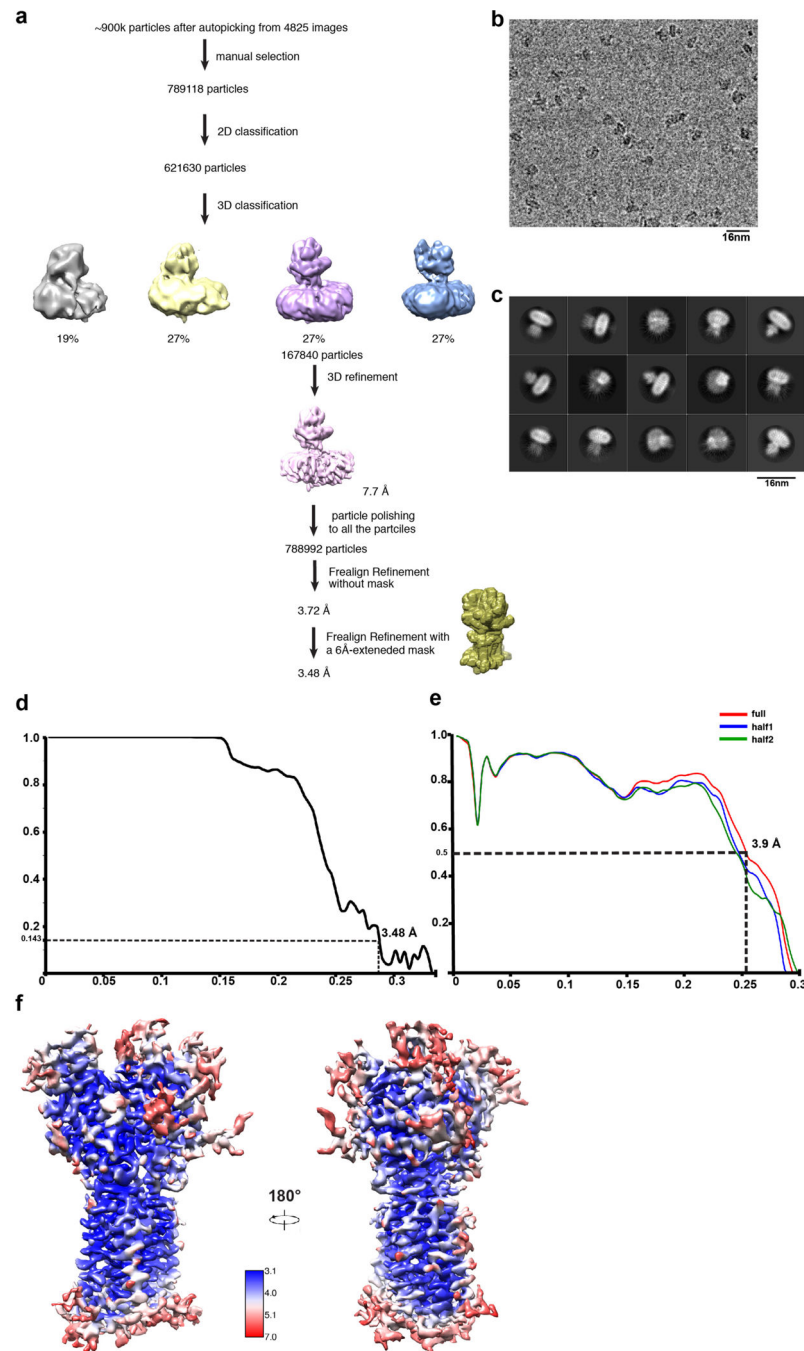 a
~900k particles after autopicking from 4825 images
manual selection
789118 particles
2D classification
621630 particles
3D classification
19%
27%
27%
27%
167840 particles
3D refinement
7.7 Å
particle polishing
to all the partciles
788992 particles
Frealign Refinement
without mask
3.72 Å
Frealign Refinement with
a 6Å-exteneded mask
3.48 Å
b
16nm
c
16nm
d
1.0
0.8
0.6
0.4
0.2
0.143
3.48 Å
0
0.05
0.1
0.15
0.2
0.25
0.3
e
full
half1
half2
1.0
0.8
0.6
0.5
0.4
0.2
3.9 Å
0
0.05
0.1
0.15
0.2
0.25
0.3
f
180°
3.1
4.0
5.1
7.0